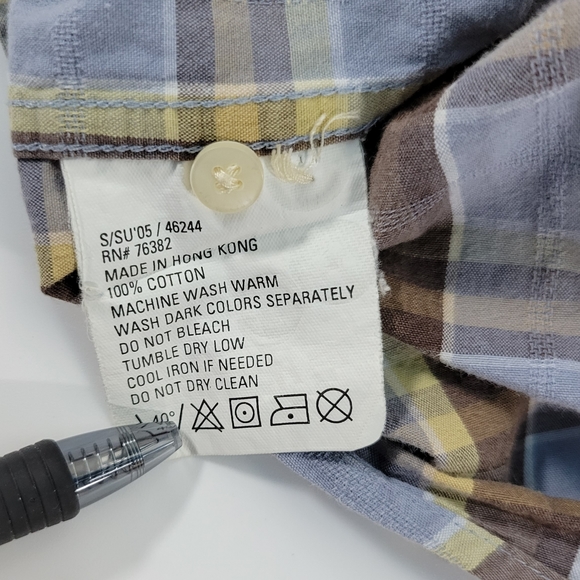 S/SU'05 / 46244
RN# 76382
MADE IN HONG KONG
100% COTTON
MACHINE WASH WARM
WASH DARK COLORS SEPARATELY
DO NOT BLEACH
TUMBLE DRY LOW
COOL IRON IF NEEDED
DO NOT DRY CLEAN
40°